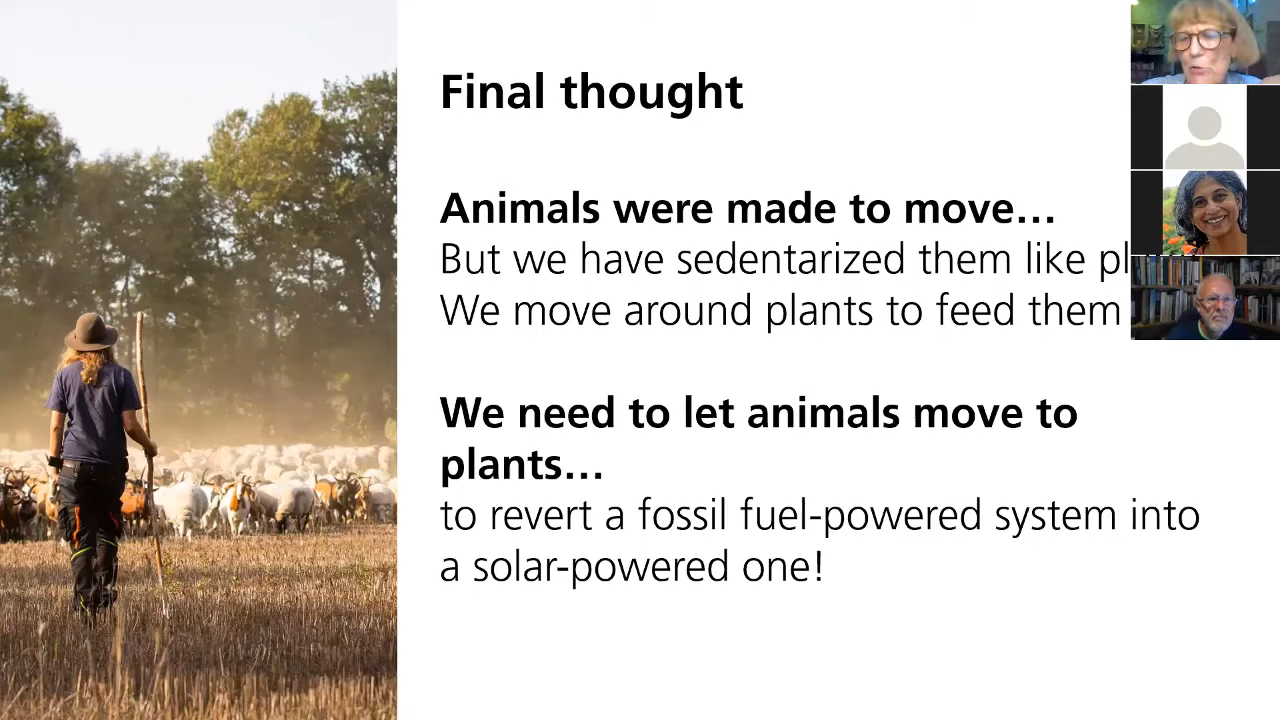 Final thought
Animals were made to move...
But we have sedentarized them like
We move around plants to feed them
We need to let animals move to
plants...
to revert a fossil fuel-powered system into
a solar-powered one!